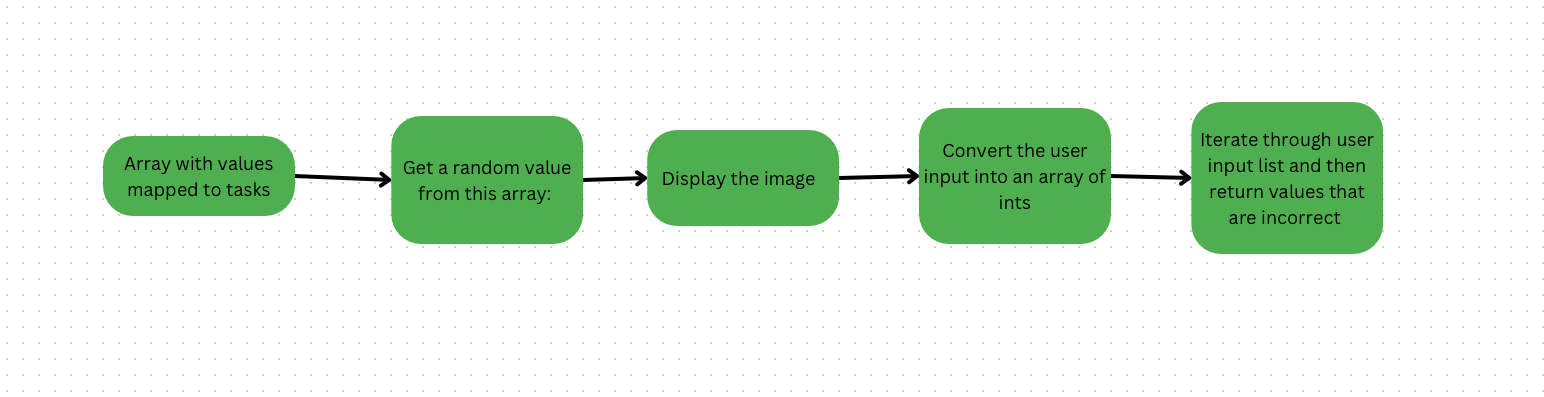 Array with values
mapped to tasks
Get a random value
from this array:
Display the image
Convert the user
input into an array of
ints
Iterate through user
input list and then
return values that
are incorrect